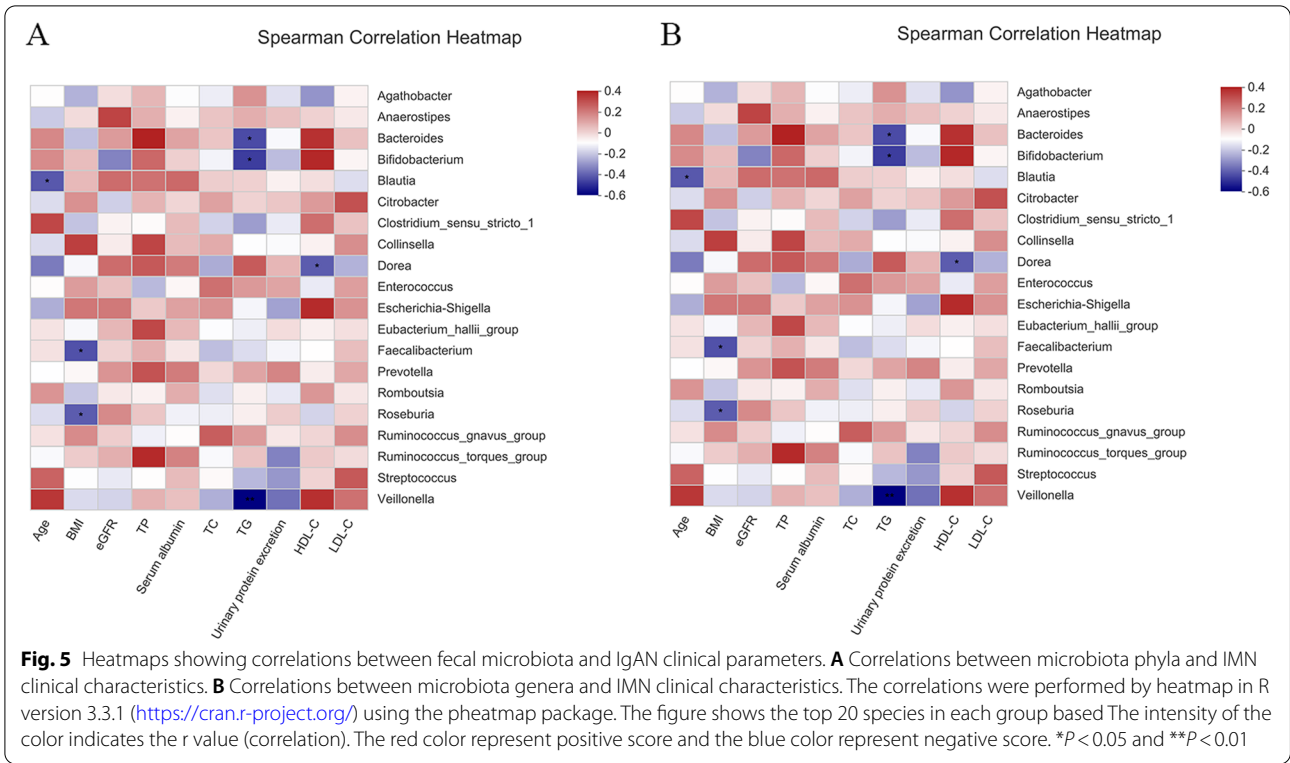 A
Spearman Correlation Heatmap
Agathobacter
Anaerostipes
Bacteroides
*
Bifidobacterium
*
Blautia
*
Citrobacter
Clostridium_sensu_stricto_1
Collinsella
Dorea
*
Enterococcus
Escherichia-Shigella
Eubacterium_hallii_group
Faecalibacterium
*
Prevotella
Romboutsia
Roseburia
*
Ruminococcus_gnavus_group
Ruminococcus_torques_group
Streptococcus
Veillonella
**
Age
BMI
eGFR
TP
Serum albumin
TC
TG
Urinary protein excretion
HDL-C
LDL-C
0.4
0.2
0
-0.2
-0.4
-0.6
B
Spearman Correlation Heatmap
Agathobacter
Anaerostipes
Bacteroides
*
Bifidobacterium
*
Blautia
*
Citrobacter
Clostridium_sensu_stricto_1
Collinsella
Dorea
*
Enterococcus
Escherichia-Shigella
Eubacterium_hallii_group
Faecalibacterium
*
Prevotella
Romboutsia
Roseburia
*
Ruminococcus_gnavus_group
Ruminococcus_torques_group
Streptococcus
Veillonella
**
Age
BMI
eGFR
TP
Serum albumin
TC
TG
Urinary protein excretion
HDL-C
LDL-C
0.4
0.2
0
-0.2
-0.4
-0.6
Fig. 5 Heatmaps showing correlations between fecal microbiota and IgAN clinical parameters. A Correlations between microbiota phyla and IMN
clinical characteristics. B Correlations between microbiota genera and IMN clinical characteristics. The correlations were performed by heatmap in R
version 3.3.1 (https://cran.r-project.org/) using the pheatmap package. The figure shows the top 20 species in each group based The intensity of the
color indicates the r value (correlation). The red color represent positive score and the blue color represent negative score. *P < 0.05 and **P < 0.01